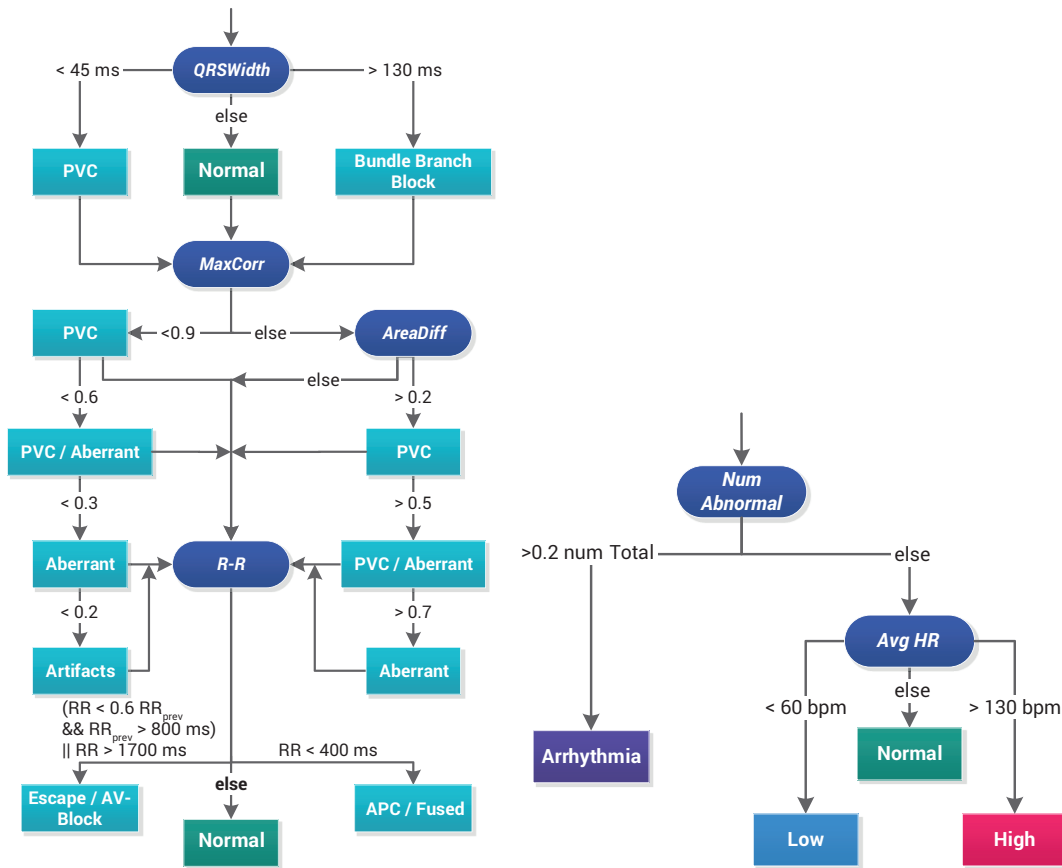 QRSWidth
< 45 ms
> 130 ms
else
PVC
Normal
Bundle Branch
Block
MaxCorr
PVC
<0.9
else
AreaDiff
else
< 0.6
> 0.2
PVC / Aberrant
PVC
< 0.3
> 0.5
Aberrant
R-R
PVC / Aberrant
< 0.2
> 0.7
Artifacts
Aberrant
(RR < 0.6 RRprev
&& RRprev > 800 ms)
|| RR > 1700 ms
RR < 400 ms
else
Escape / AV-
Block
APC / Fused
Normal
Num
Abnormal
>0.2 num Total
else
Avg HR
else
< 60 bpm
> 130 bpm
Arrhythmia
Normal
Low
High